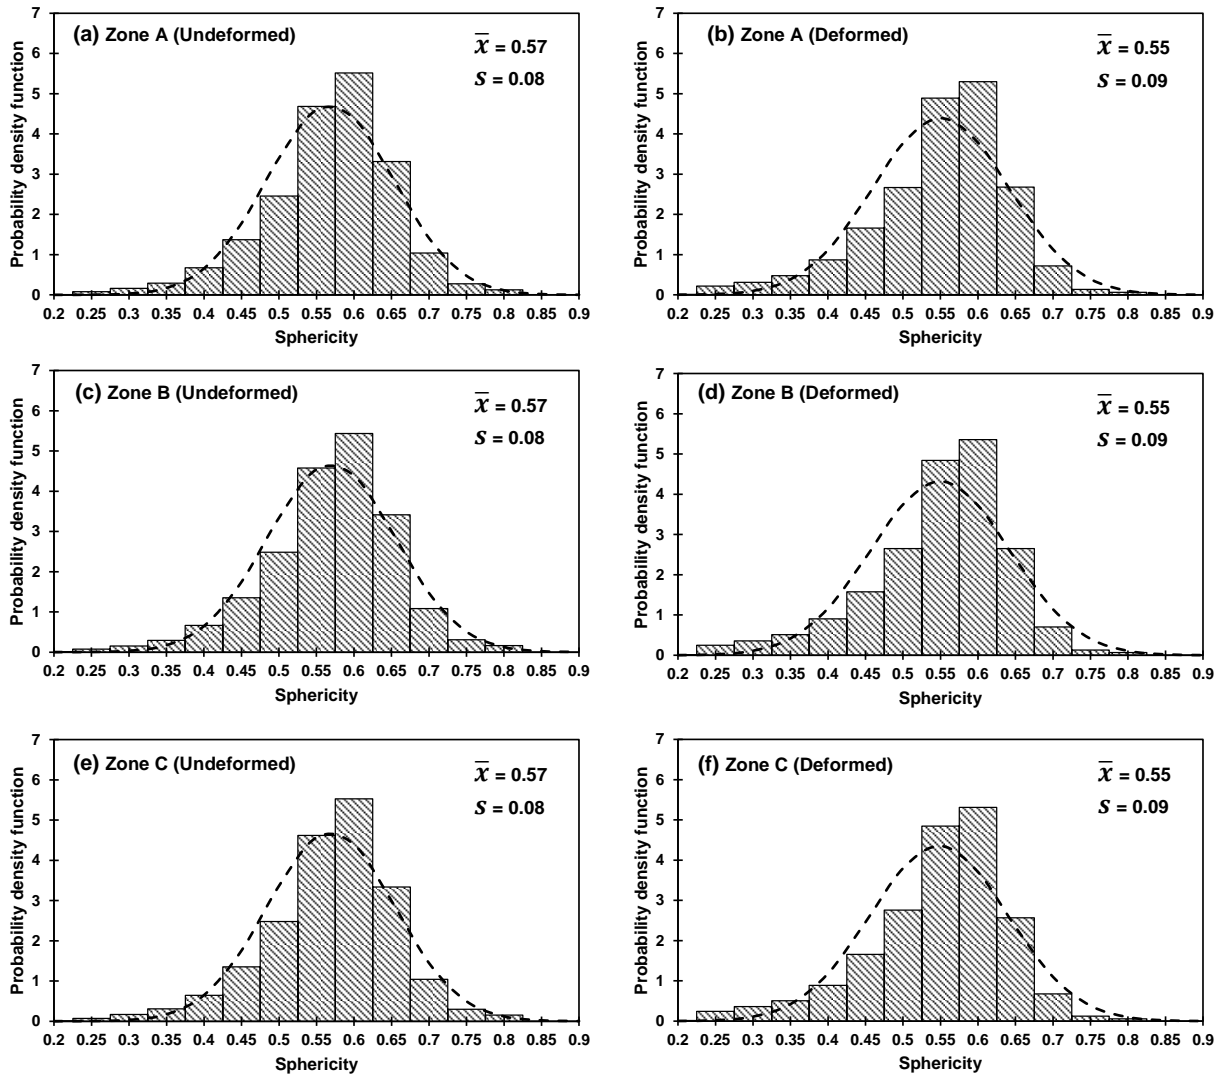 (a) Zone A (Undeformed)
x̄ = 0.57
s = 0.08
Probability density function
7
6
5
4
3
2
1
0
0.2 0.25 0.3 0.35 0.4 0.45 0.5 0.55 0.6 0.65 0.7 0.75 0.8 0.85 0.9
Sphericity
(b) Zone A (Deformed)
x̄ = 0.55
s = 0.09
Probability density function
7
6
5
4
3
2
1
0
0.2 0.25 0.3 0.35 0.4 0.45 0.5 0.55 0.6 0.65 0.7 0.75 0.8 0.85 0.9
Sphericity
(c) Zone B (Undeformed)
x̄ = 0.57
s = 0.08
Probability density function
7
6
5
4
3
2
1
0
0.2 0.25 0.3 0.35 0.4 0.45 0.5 0.55 0.6 0.65 0.7 0.75 0.8 0.85 0.9
Sphericity
(d) Zone B (Deformed)
x̄ = 0.55
s = 0.09
Probability density function
7
6
5
4
3
2
1
0
0.2 0.25 0.3 0.35 0.4 0.45 0.5 0.55 0.6 0.65 0.7 0.75 0.8 0.85 0.9
Sphericity
(e) Zone C (Undeformed)
x̄ = 0.57
s = 0.08
Probability density function
7
6
5
4
3
2
1
0
0.2 0.25 0.3 0.35 0.4 0.45 0.5 0.55 0.6 0.65 0.7 0.75 0.8 0.85 0.9
Sphericity
(f) Zone C (Deformed)
x̄ = 0.55
s = 0.09
Probability density function
7
6
5
4
3
2
1
0
0.2 0.25 0.3 0.35 0.4 0.45 0.5 0.55 0.6 0.65 0.7 0.75 0.8 0.85 0.9
Sphericity